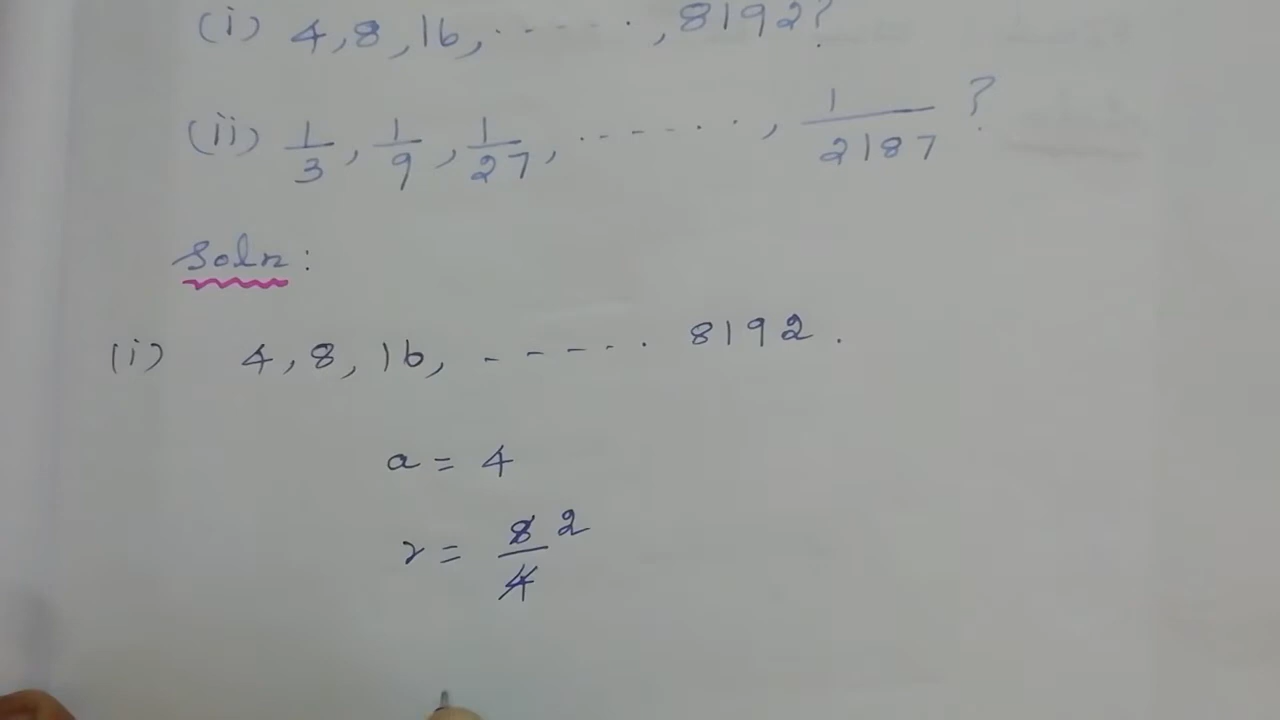 (i) 4, 8, 16, ......, 8192?
(ii) 1/3, 1/9, 1/27, ......., 1/2187 ?
Soln:
(i) 4, 8, 16, ------. 8192.
a = 4
r = 8/4 2